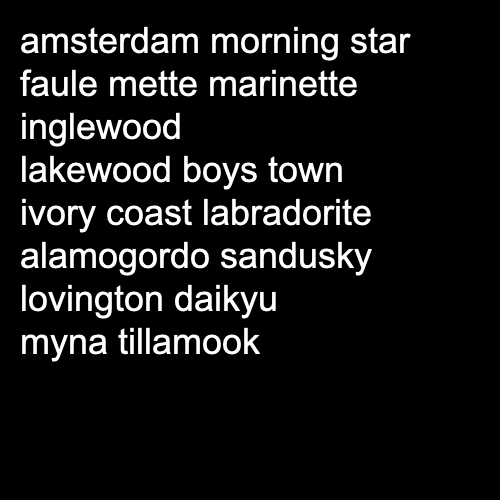 amsterdam morning star
faule mette marinette
inglewood
lakewood boys town
ivory coast labradorite
alamogordo sandusky
lovington daikyu
myna tillamook